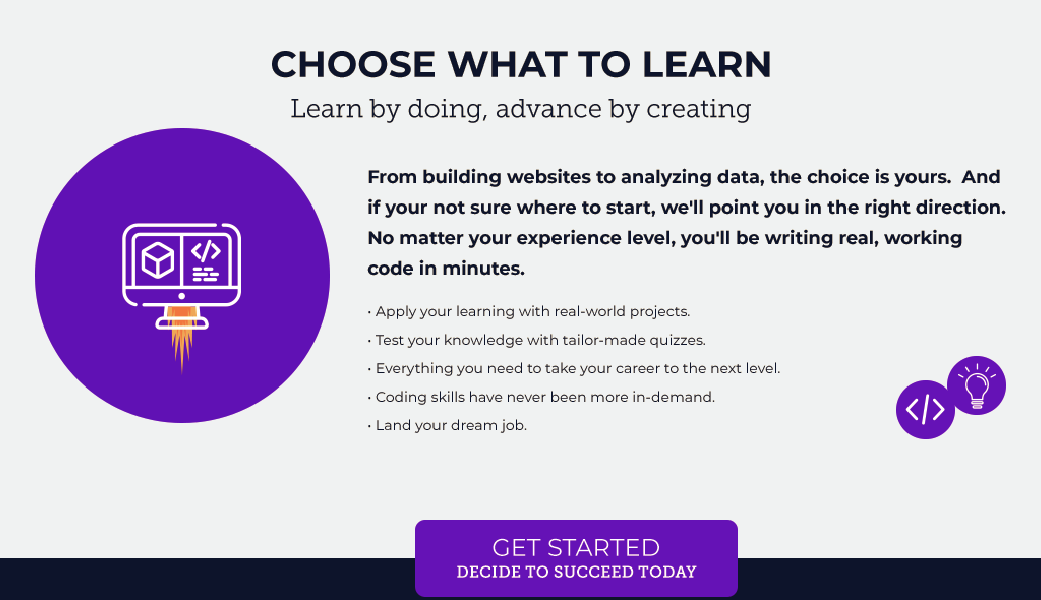 CHOOSE WHAT TO LEARN
Learn by doing, advance by creating
From building websites to analyzing data, the choice is yours.  And
if your not sure where to start, we'll point you in the right direction.
No matter your experience level, you'll be writing real, working
code in minutes.
• Apply your learning with real-world projects.
• Test your knowledge with tailor-made quizzes.
• Everything you need to take your career to the next level.
• Coding skills have never been more in-demand.
• Land your dream job.
GET STARTED
DECIDE TO SUCCEED TODAY